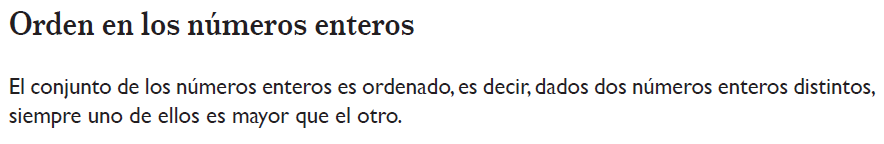 Orden en los números enteros
El conjunto de los números enteros es ordenado, es decir, dados dos números enteros distintos,
siempre uno de ellos es mayor que el otro.